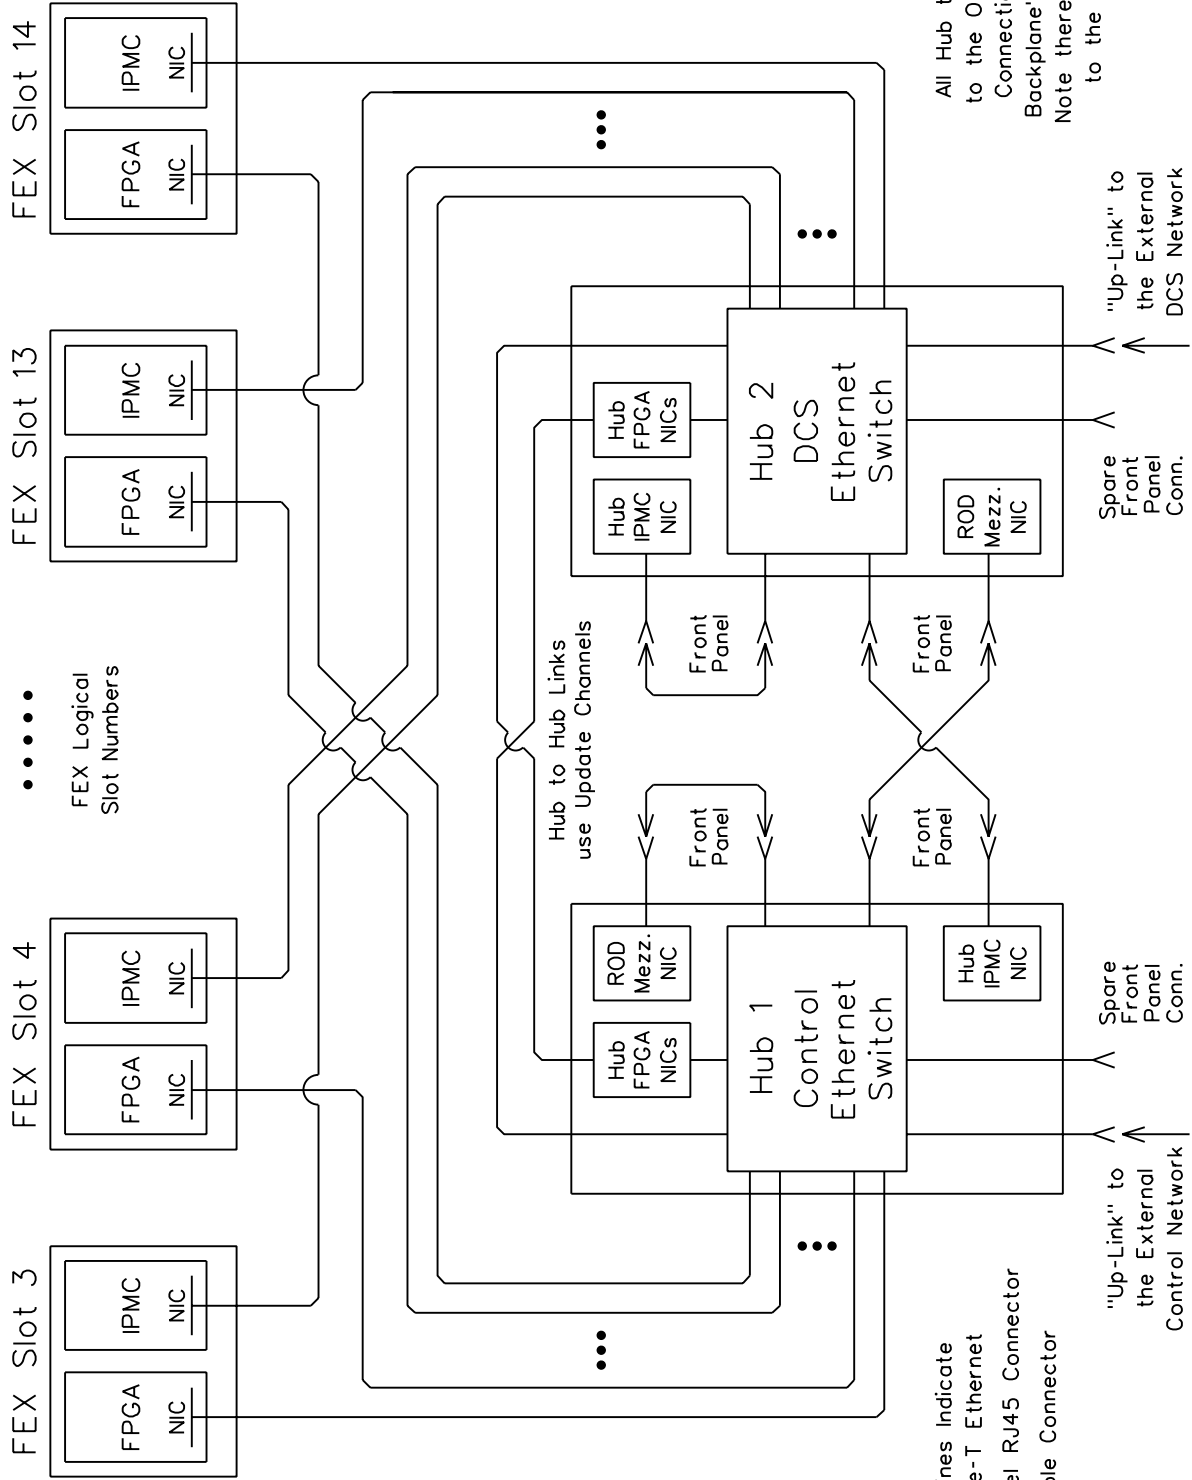 FEX Slot 3
FPGA
NIC
IPMC
NIC
FEX Slot 4
FPGA
NIC
IPMC
NIC
FEX Logical
Slot Numbers
FEX Slot 13
FPGA
NIC
IPMC
NIC
FEX Slot 14
FPGA
NIC
IPMC
NIC
Hub to Hub Links
use Update Channels
Hub
FPGA
NICs
ROD
Mezz.
NIC
Hub 1
Control
Ethernet
Switch
Hub
IPMC
NIC
Front
Panel
Front
Panel
Front
Panel
Front
Panel
Hub
IPMC
NIC
Hub
FPGA
NICs
Hub 2
DCS
Ethernet
Switch
ROD
Mezz.
NIC
nes Indicate
e-T Ethernet
el RJ45 Connector
ble Connector
"Up-Link" to
the External
Control Network
Spare
Front
Panel
Conn.
Spare
Front
Panel
Conn.
"Up-Link" to
the External
DCS Network
All Hub t
to the O
Connecti
Backplane"
Note there
to the